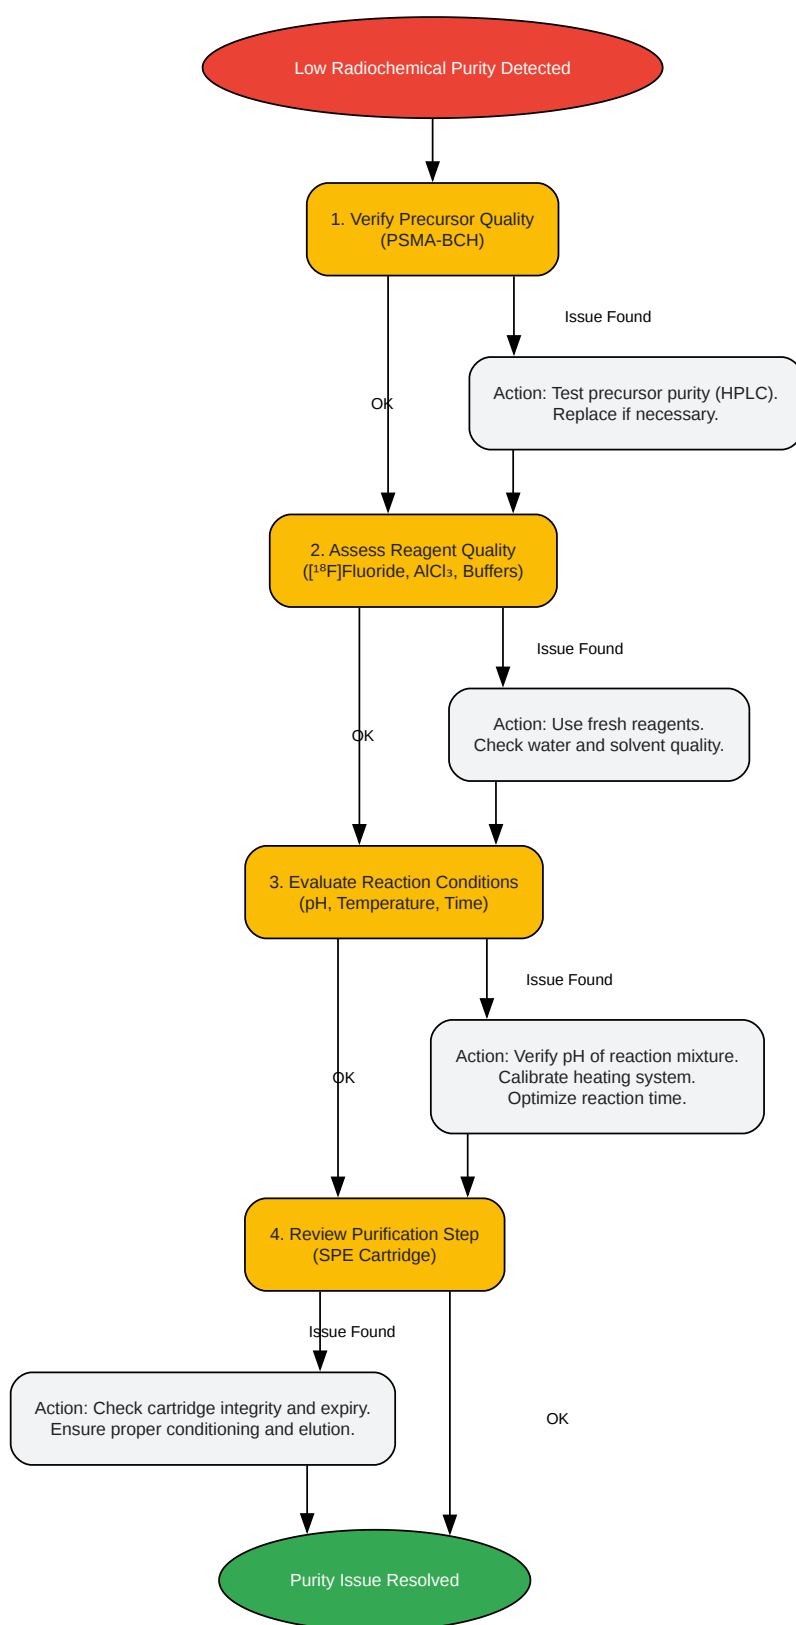 Low Radiochemical Purity Detected
1. Verify Precursor Quality
(PSMA-BCH)
Issue Found
Action: Test precursor purity (HPLC).
Replace if necessary.
OK
2. Assess Reagent Quality
([¹⁸F]Fluoride, AlCl₃, Buffers)
Issue Found
Action: Use fresh reagents.
Check water and solvent quality.
OK
3. Evaluate Reaction Conditions
(pH, Temperature, Time)
Issue Found
Action: Verify pH of reaction mixture.
Calibrate heating system.
Optimize reaction time.
OK
4. Review Purification Step
(SPE Cartridge)
Issue Found
Action: Check cartridge integrity and expiry.
Ensure proper conditioning and elution.
OK
Purity Issue Resolved